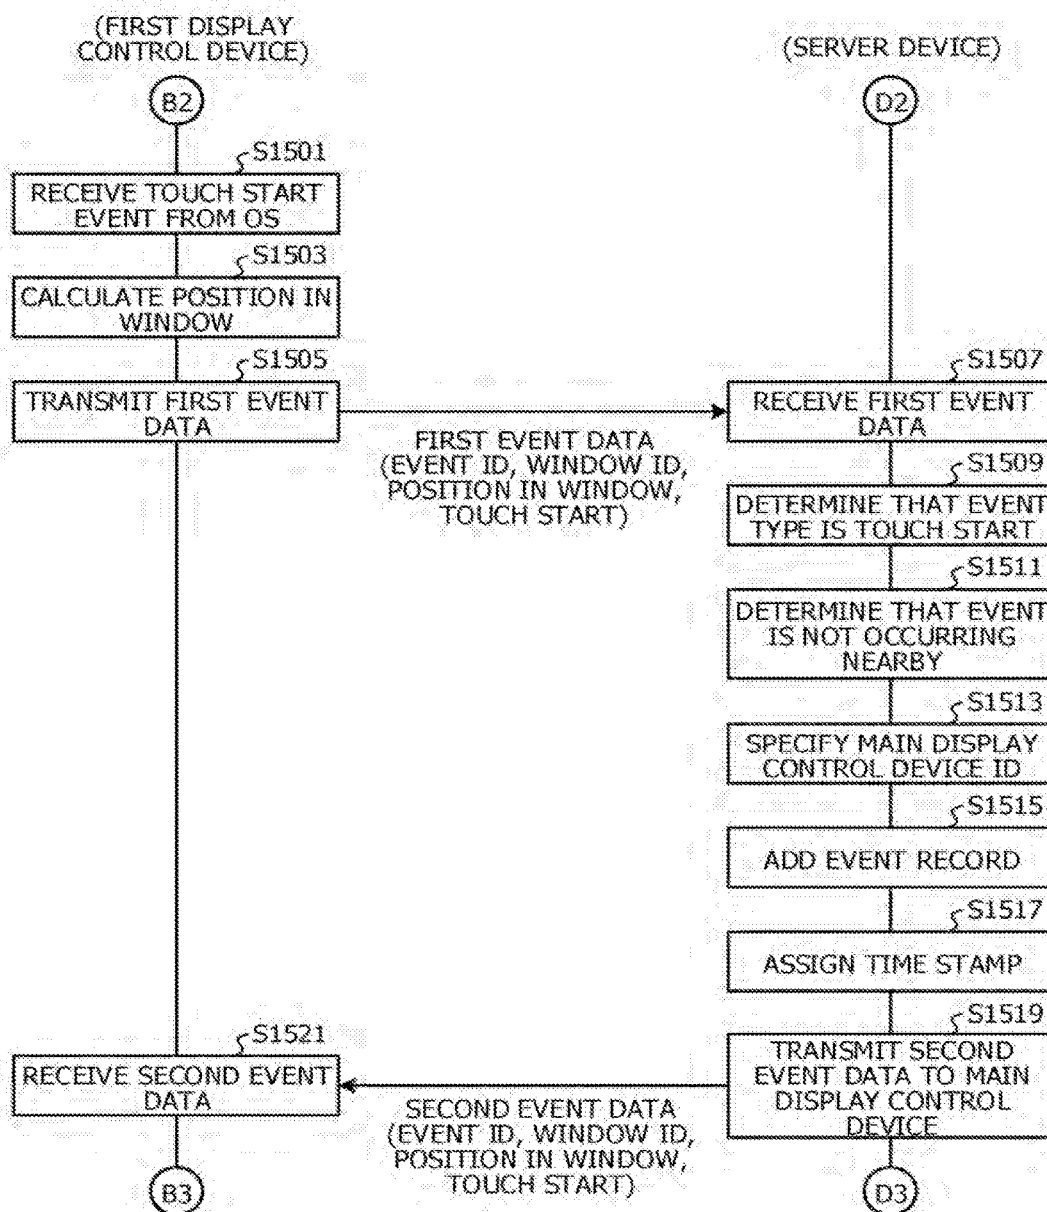 (FIRST DISPLAY
CONTROL DEVICE)
(SERVER DEVICE)
B2
D2
S1501
RECEIVE TOUCH START
EVENT FROM OS
S1503
CALCULATE POSITION IN
WINDOW
S1505
TRANSMIT FIRST EVENT
DATA
FIRST EVENT DATA
(EVENT ID, WINDOW ID,
POSITION IN WINDOW,
TOUCH START)
S1507
RECEIVE FIRST EVENT
DATA
S1509
DETERMINE THAT EVENT
TYPE IS TOUCH START
S1511
DETERMINE THAT EVENT
IS NOT OCCURRING
NEARBY
S1513
SPECIFY MAIN DISPLAY
CONTROL DEVICE ID
S1515
ADD EVENT RECORD
S1517
ASSIGN TIME STAMP
S1519
TRANSMIT SECOND
EVENT DATA TO MAIN
DISPLAY CONTROL
DEVICE
S1521
RECEIVE SECOND EVENT
DATA
SECOND EVENT DATA
(EVENT ID, WINDOW ID,
POSITION IN WINDOW,
TOUCH START)
B3
D3